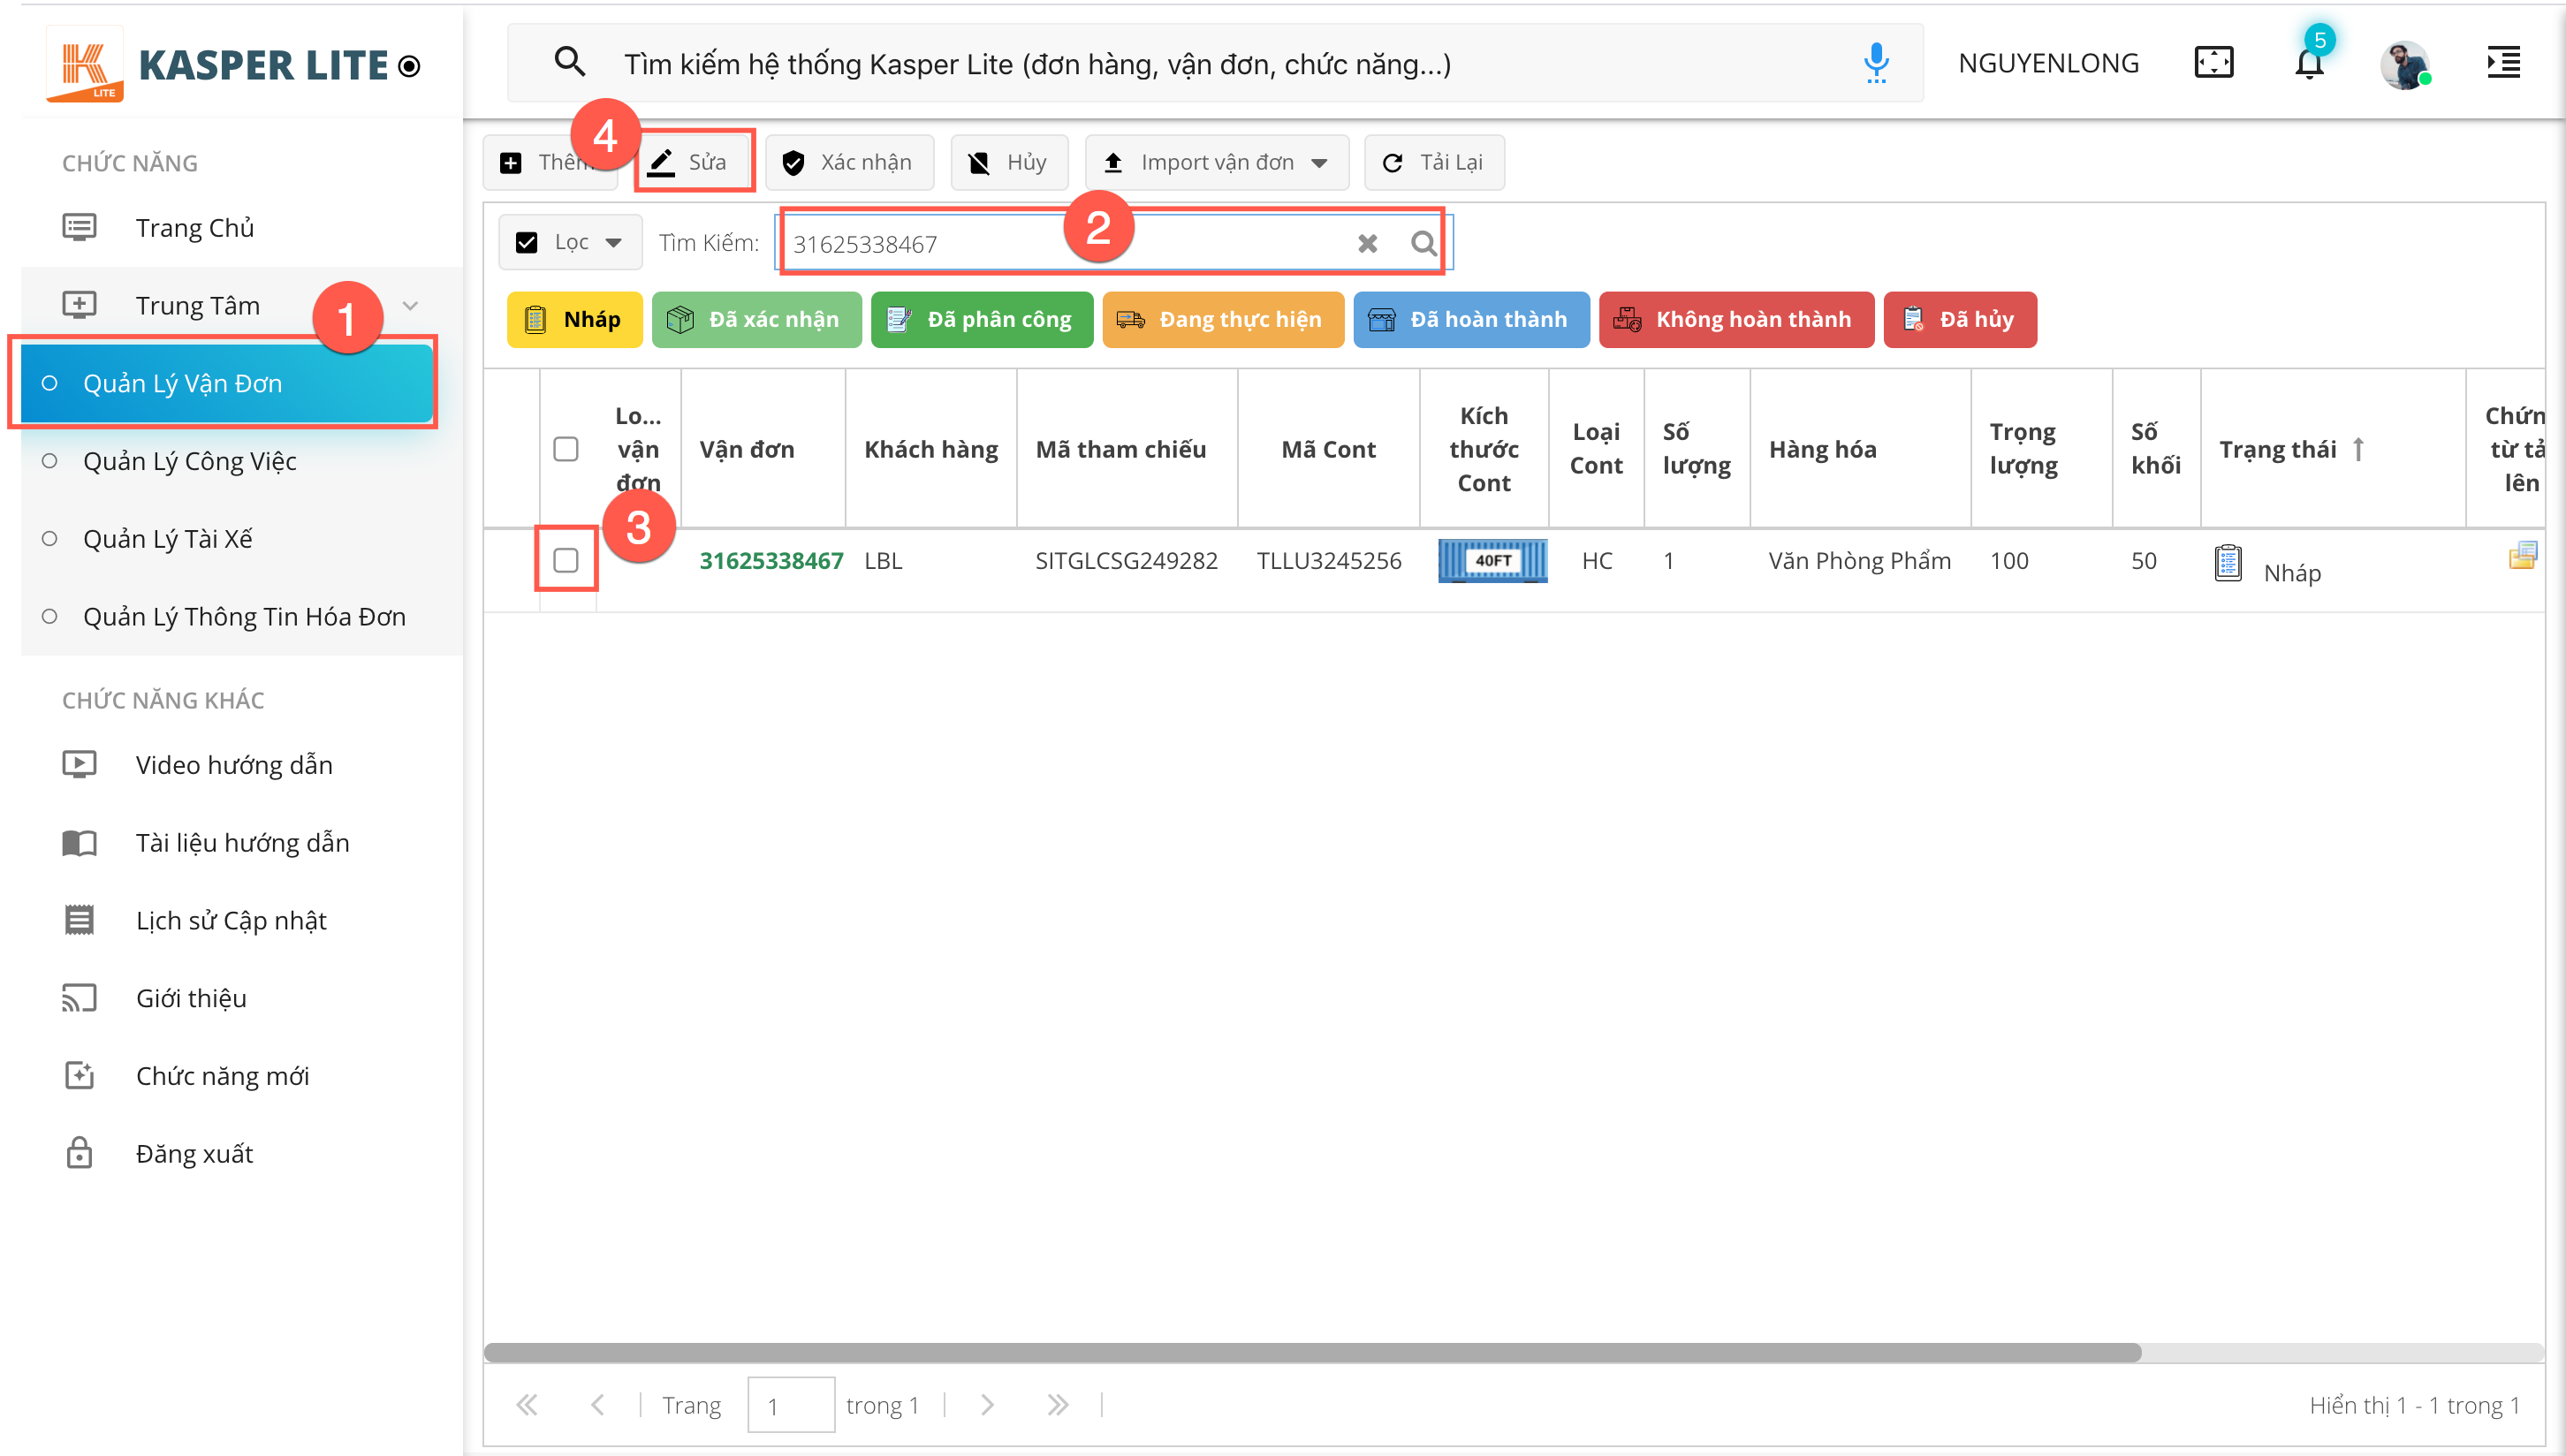 LITE
KASPER LITE
Tìm kiếm hệ thống Kasper Lite (đơn hàng, vận đơn, chức năng...)
NGUYENLONG
5
CHỨC NĂNG
Trang Chủ
Trung Tâm
1
Quản Lý Vận Đơn
Quản Lý Công Việc
Quản Lý Tài Xế
Quản Lý Thông Tin Hóa Đơn
CHỨC NĂNG KHÁC
Video hướng dẫn
Tài liệu hướng dẫn
Lịch sử Cập nhật
Giới thiệu
Chức năng mới
Đăng xuất
Thêm
4
Sửa
Xác nhận
Hủy
Import vận đơn
Tải Lại
Lọc
Tìm Kiếm:
31625338467
2
Nháp
Đã xác nhận
Đã phân công
Đang thực hiện
Đã hoàn thành
Không hoàn thành
Đã hủy
Lo...
vận
đơn
Vận đơn
Khách hàng
Mã tham chiếu
Mã Cont
Kích
thước
Cont
Loại
Cont
Số
lượng
Hàng hóa
Trọng
lượng
Số
khối
Trạng thái
Chứn
từ tả
lên
3
31625338467
LBL
SITGLCSG249282
TLLU3245256
40FT
HC
1
Văn Phòng Phẩm
100
50
Nháp
Trang
1
trong 1
Hiển thị 1 - 1 trong 1